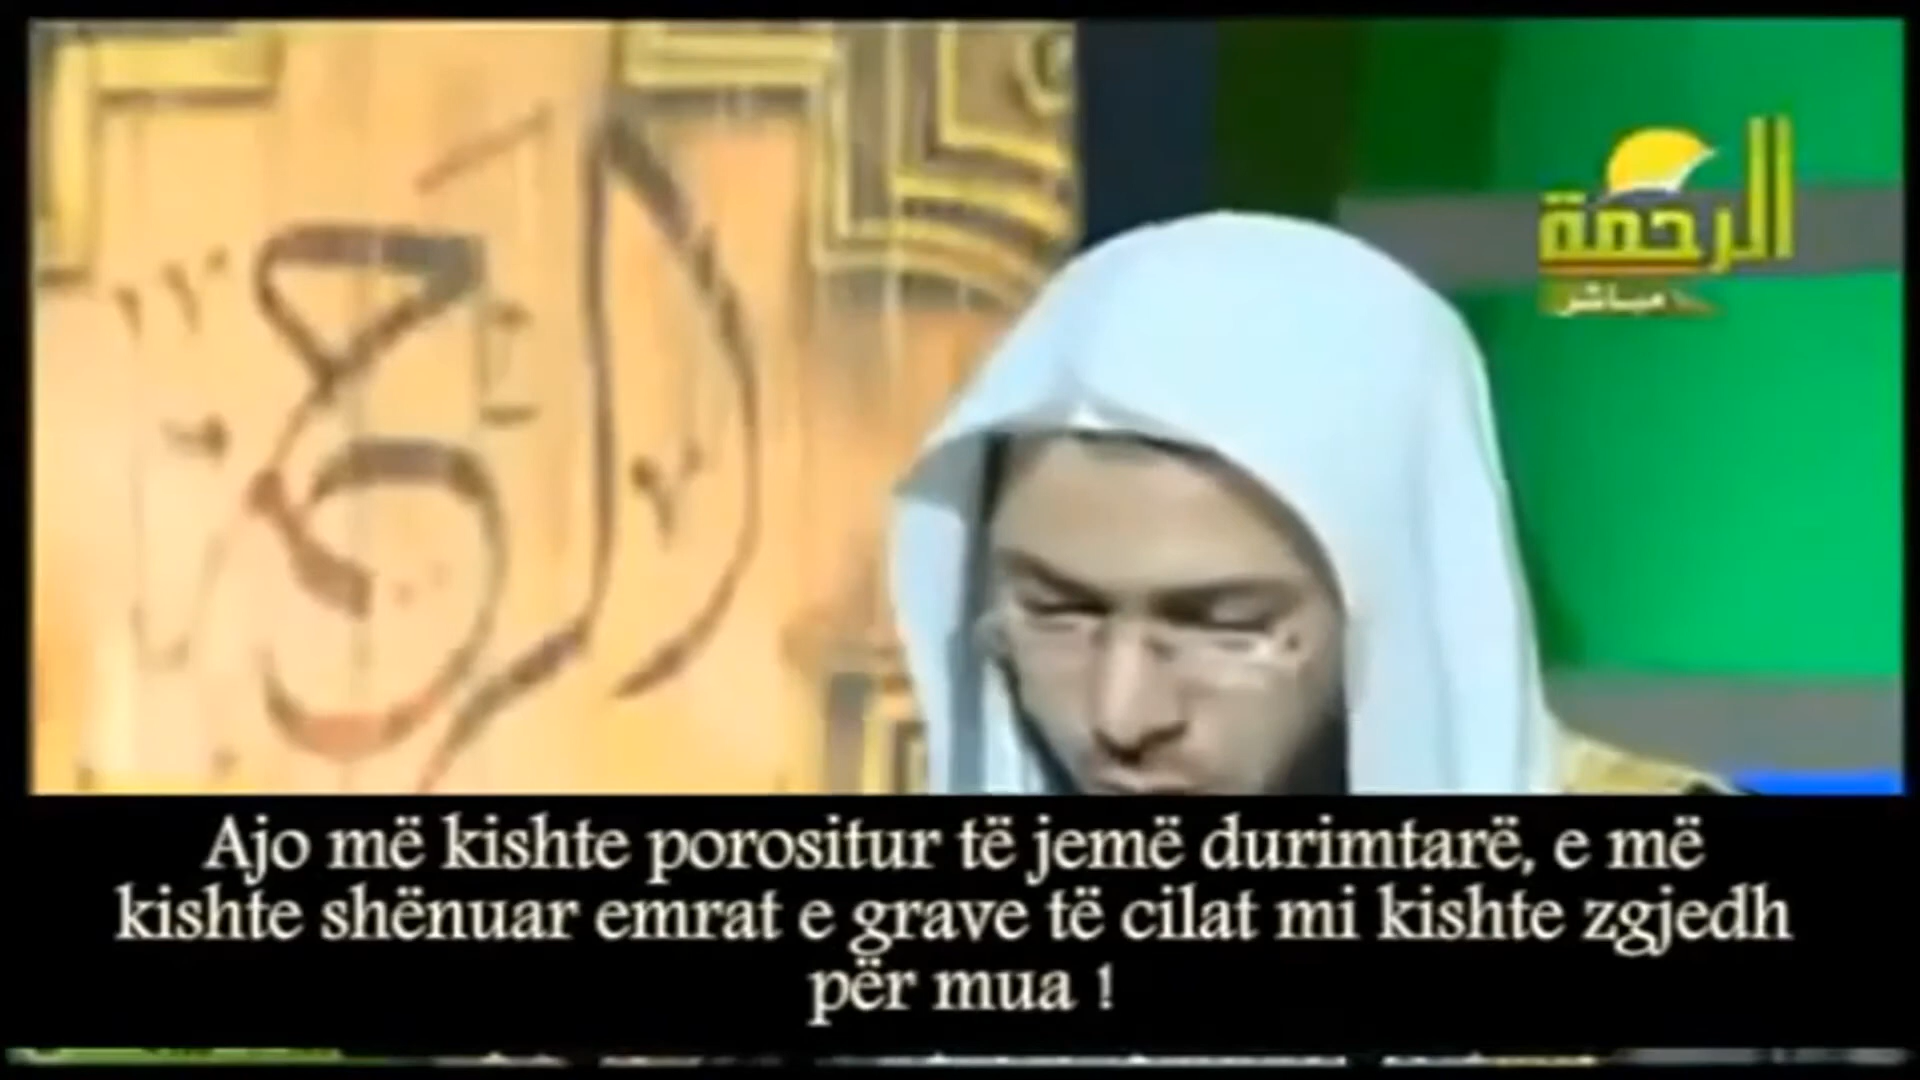 الرحمة
مباشر
Ajo më kishte porositur të jemë durimtarë, e më
kishte shënuar emrat e grave të cilat mi kishte zgjedh
për mua !